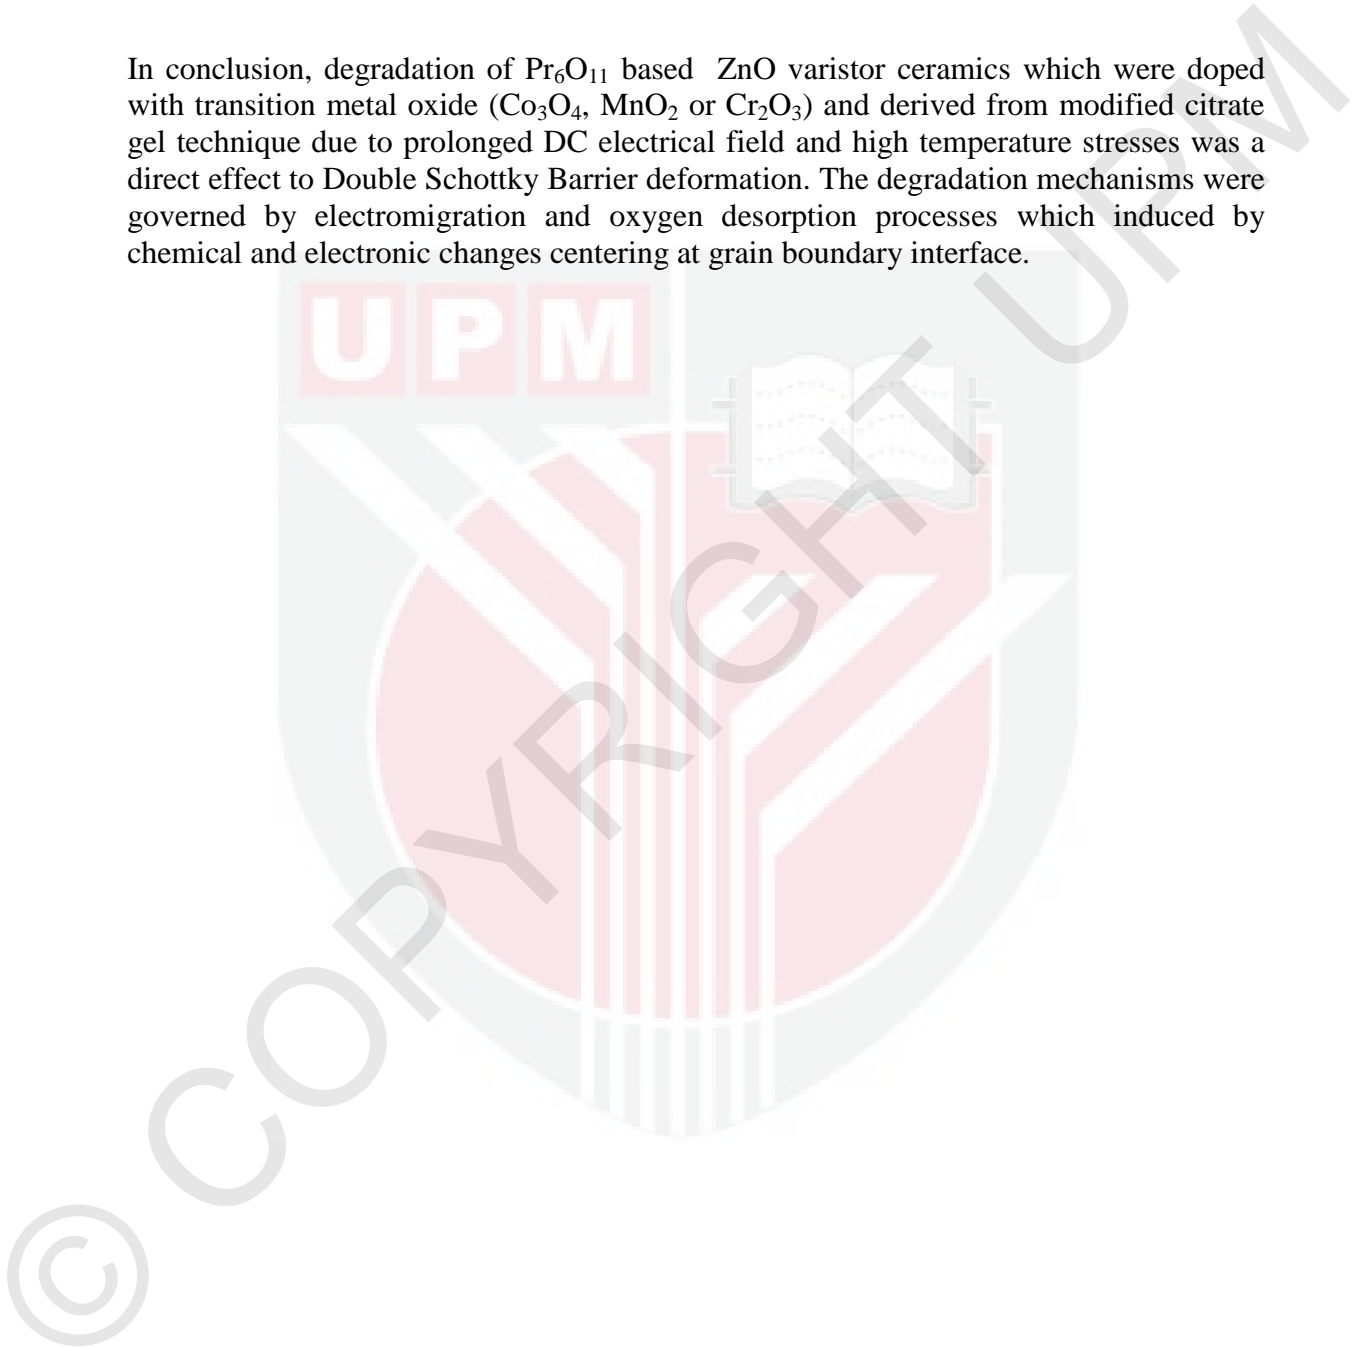 In conclusion, degradation of Pr₆O₁₁ based ZnO varistor ceramics which were doped
with transition metal oxide (Co₃O₄, MnO₂ or Cr₂O₃) and derived from modified citrate
gel technique due to prolonged DC electrical field and high temperature stresses was a
direct effect to Double Schottky Barrier deformation. The degradation mechanisms were
governed by electromigration and oxygen desorption processes which induced by
chemical and electronic changes centering at grain boundary interface.
UPM
© COPYRIGHT UPM